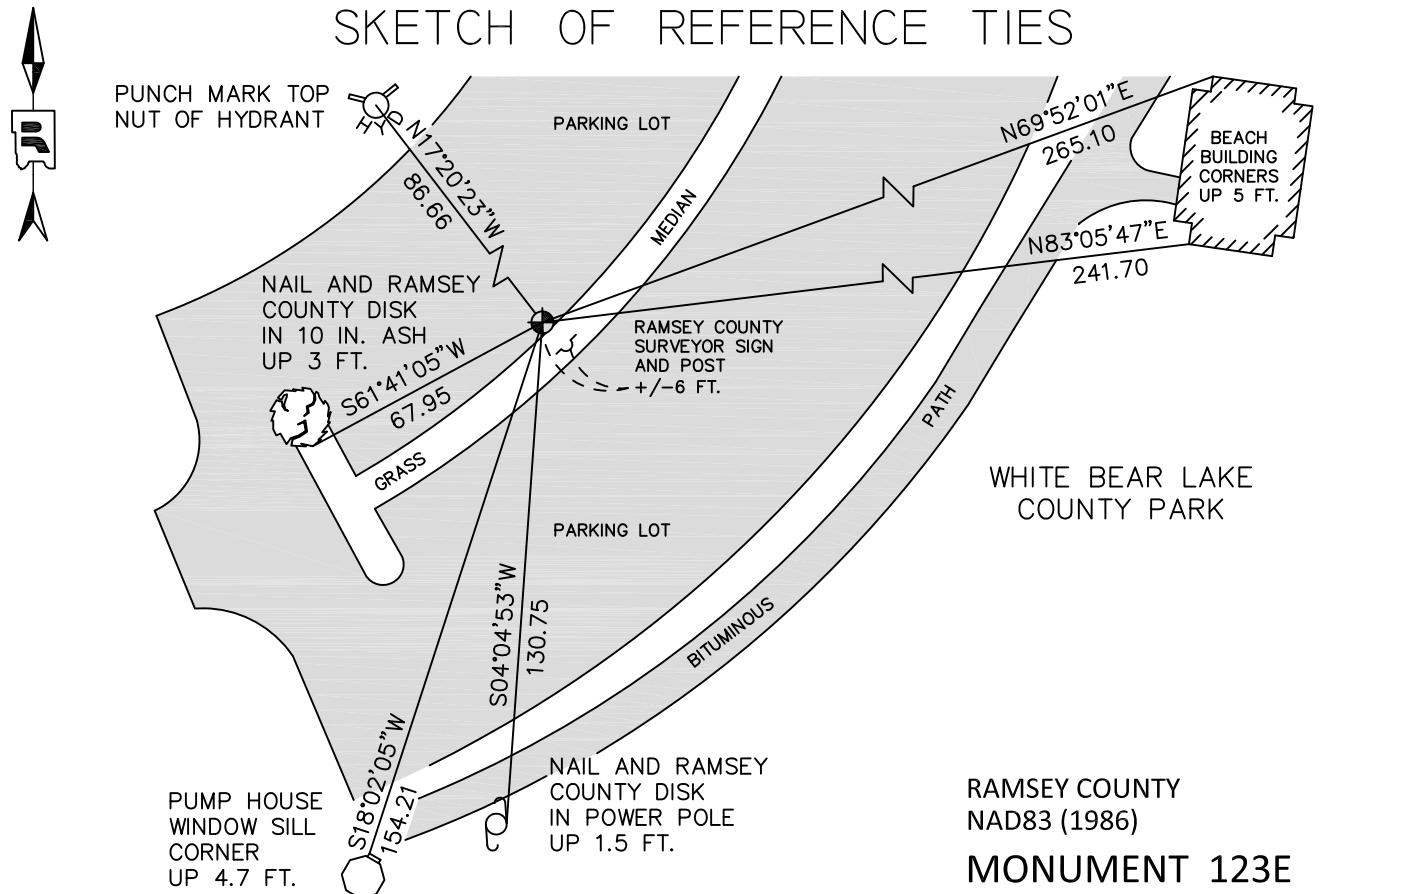 SKETCH OF REFERENCE TIES
PUNCH MARK TOP
NUT OF HYDRANT
HYD
N17°20'23"W
86.66
PARKING LOT
MEDIAN
N69°52'01"E
265.10
BEACH
BUILDING
CORNERS
UP 5 FT.
N83°05'47"E
241.70
NAIL AND RAMSEY
COUNTY DISK
IN 10 IN. ASH
UP 3 FT.
S61°41'05"W
67.95
RAMSEY COUNTY
SURVEYOR SIGN
AND POST
+/-6 FT.
GRASS
PATH
WHITE BEAR LAKE
COUNTY PARK
PARKING LOT
S04°04'53"W
130.75
BITUMINOUS
S18°02'05"W
154.21
PUMP HOUSE
WINDOW SILL
CORNER
UP 4.7 FT.
NAIL AND RAMSEY
COUNTY DISK
IN POWER POLE
UP 1.5 FT.
RAMSEY COUNTY
NAD83 (1986)
MONUMENT 123E